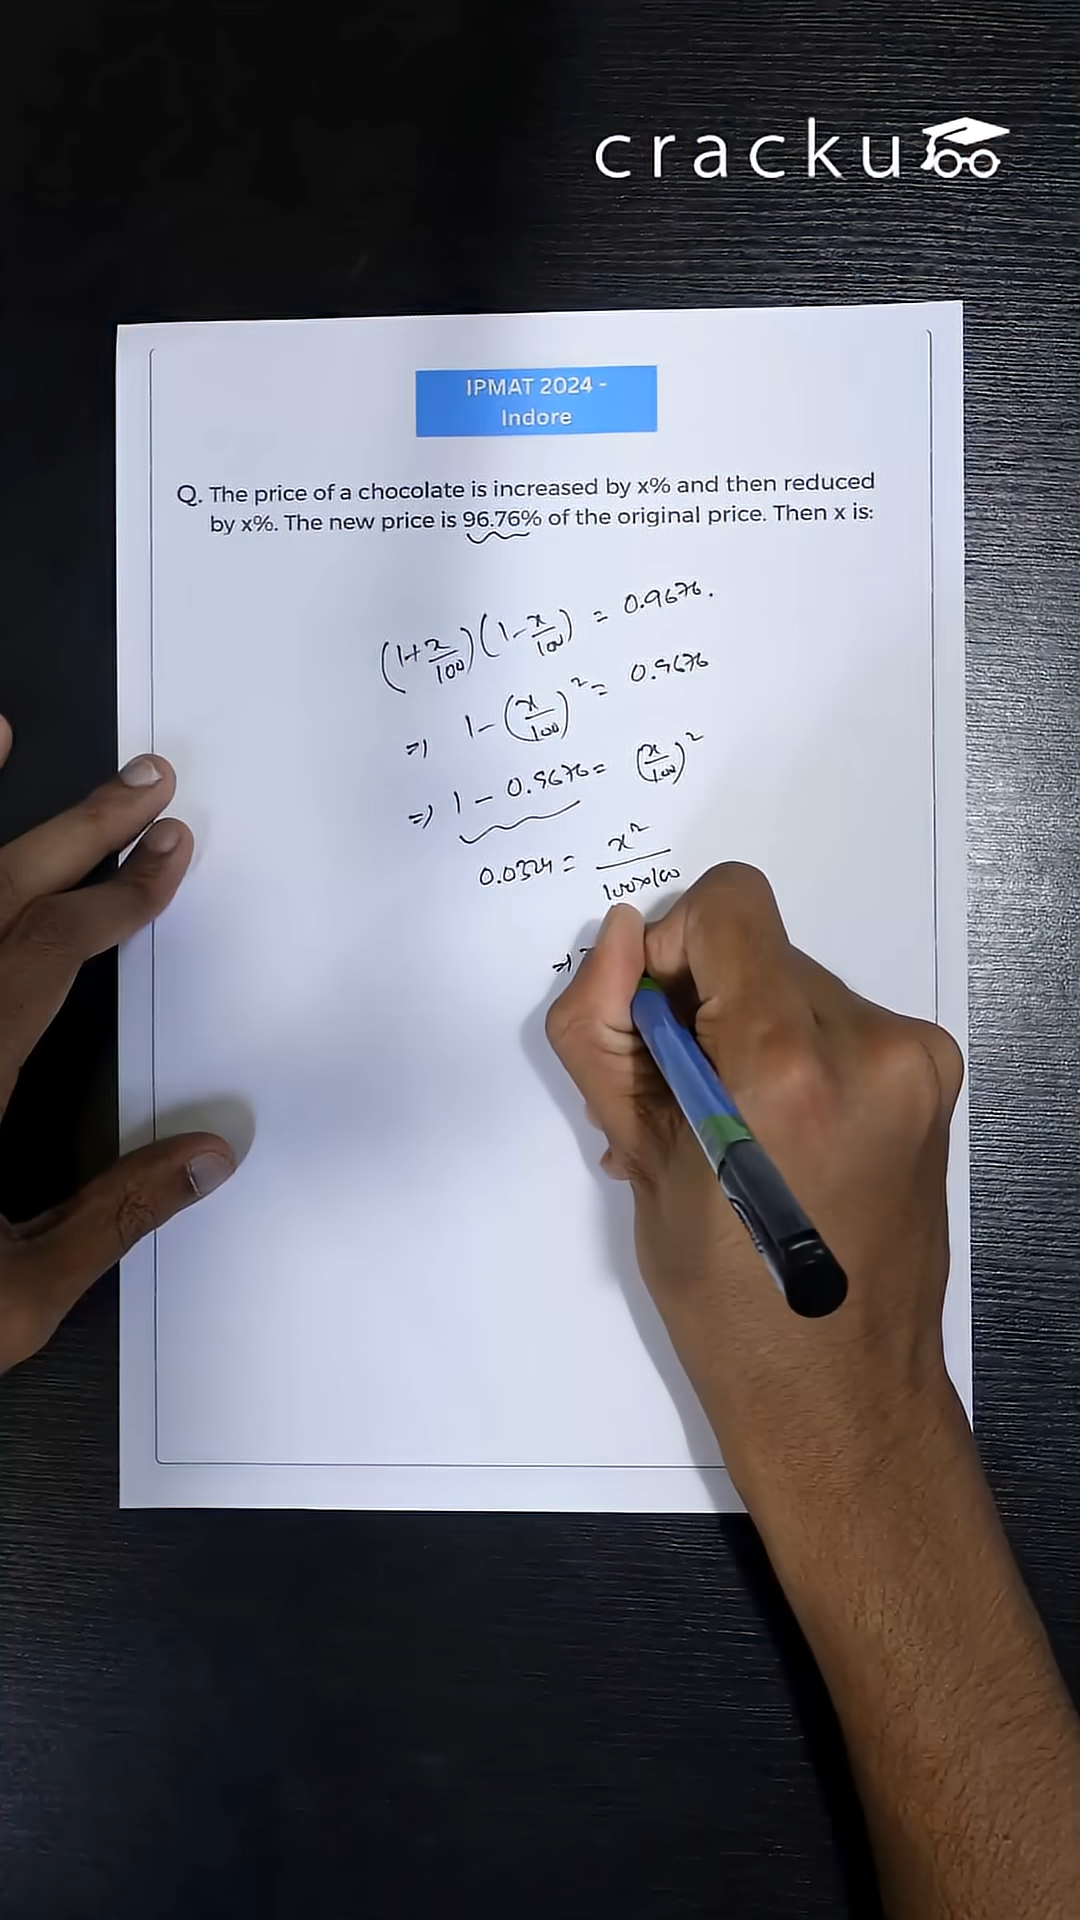 cracku
IPMAT 2024 -
Indore
Q. The price of a chocolate is increased by x% and then reduced
by x%. The new price is 96.76% of the original price. Then x is:
(1+x/100)(1-x/100) = 0.9676.
=> 1-(x/100)² = 0.9676
=> 1 - 0.9676 = (x/100)²
0.0324 = x²/100×100
=>